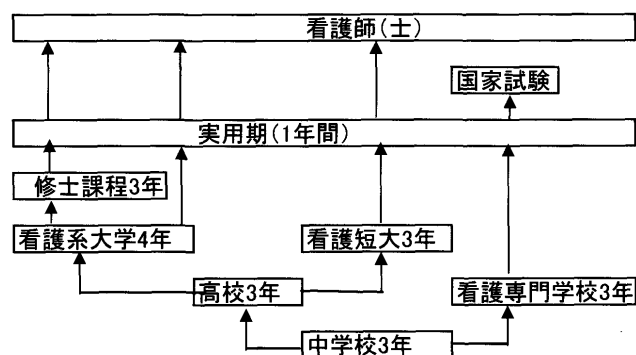 看護師(士)
国家試験
実用期(1年間)
修士課程3年
看護系大学4年
看護短大3年
高校3年
看護専門学校3年
中学校3年